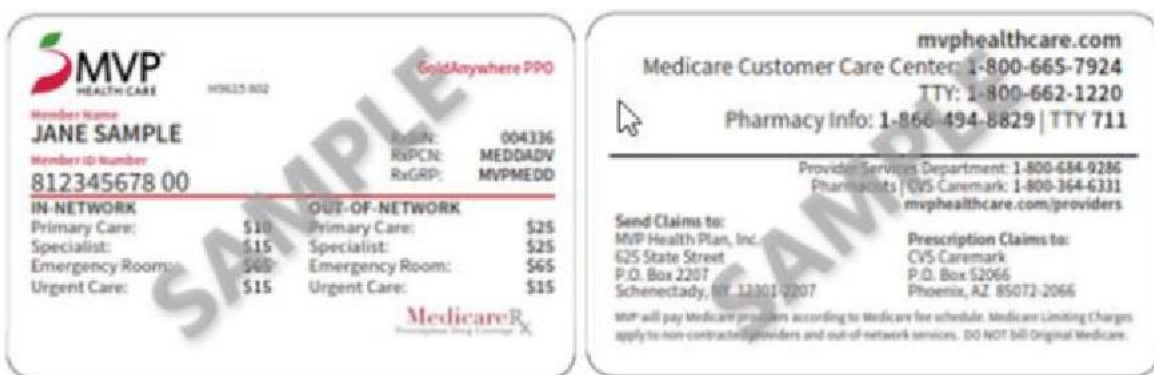 MVP
HEALTH CARE
GoldAnywhere PPO
H9615 802
Member Name
JANE SAMPLE
Member ID Number
812345678 00
RxBIN: 004336
RxPCN: MEDDADV
RxGRP: MVPMEDD
IN-NETWORK
Primary Care: $10
Specialist: $15
Emergency Room: $65
Urgent Care: $15
OUT-OF-NETWORK
Primary Care: $25
Specialist: $25
Emergency Room: $65
Urgent Care: $15
MedicareRx
Prescription Drug Coverage
SAMPLE
mvphealthcare.com
Medicare Customer Care Center: 1-800-665-7924
TTY: 1-800-662-1220
Pharmacy Info: 1-866-494-8829 | TTY 711
Provider Services Department: 1-800-684-9286
Pharmacists | CVS Caremark: 1-800-364-6331
mvphealthcare.com/providers
Send Claims to:
MVP Health Plan, Inc.
625 State Street
P.O. Box 2207
Schenectady, NY 12301-2207
Prescription Claims to:
CVS Caremark
P.O. Box 52066
Phoenix, AZ 85072-2066
MVP will pay Medicare providers according to Medicare fee schedule. Medicare Limiting Charges
apply to non-contracted providers and out-of-network services. DO NOT bill Original Medicare.
SAMPLE